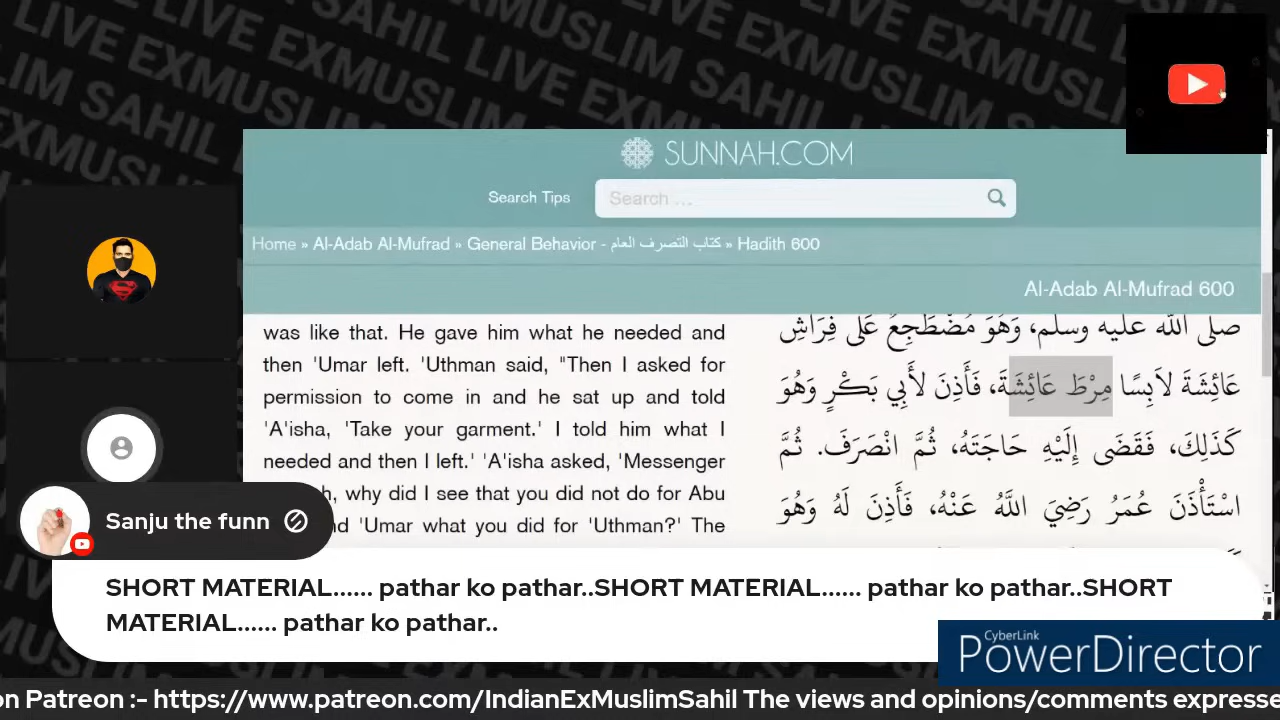 SUNNAH.COM
Search Tips
Search ...
Home » Al-Adab Al-Mufrad » General Behavior - كتاب التصرف العام » Hadith 600
Al-Adab Al-Mufrad 600
was like that. He gave him what he needed and
then 'Umar left. 'Uthman said, "Then I asked for
permission to come in and he sat up and told
'A'isha, 'Take your garment.' I told him what I
needed and then I left.' 'A'isha asked, 'Messenger
h, why did I see that you did not do for Abu
nd 'Umar what you did for 'Uthman?' The
صلى الله عليه وسلم، وَهُوَ مُضْطَجِعٌ عَلَى فِرَاشِ
عَائِشَةَ لاَبِسًا مِرْطَ عَائِشَةَ، فَأَذِنَ لأَبِي بَكْرٍ وَهُوَ
كَذَلِكَ، فَقَضَى إِلَيْهِ حَاجَتَهُ، ثُمَّ انْصَرَفَ. ثُمَّ
اسْتَأْذَنَ عُمَرُ رَضِيَ اللَّهُ عَنْهُ، فَأَذِنَ لَهُ وَهُوَ
Sanju the funn
SHORT MATERIAL...... pathar ko pathar..SHORT MATERIAL...... pathar ko pathar..SHORT
MATERIAL...... pathar ko pathar..
CyberLink
PowerDirector
on Patreon :- https://www.patreon.com/IndianExMuslimSahil The views and opinions/comments expresse
LIVE EXMUSLIM SAHIL LIVE EXMUSLIM SAHIL